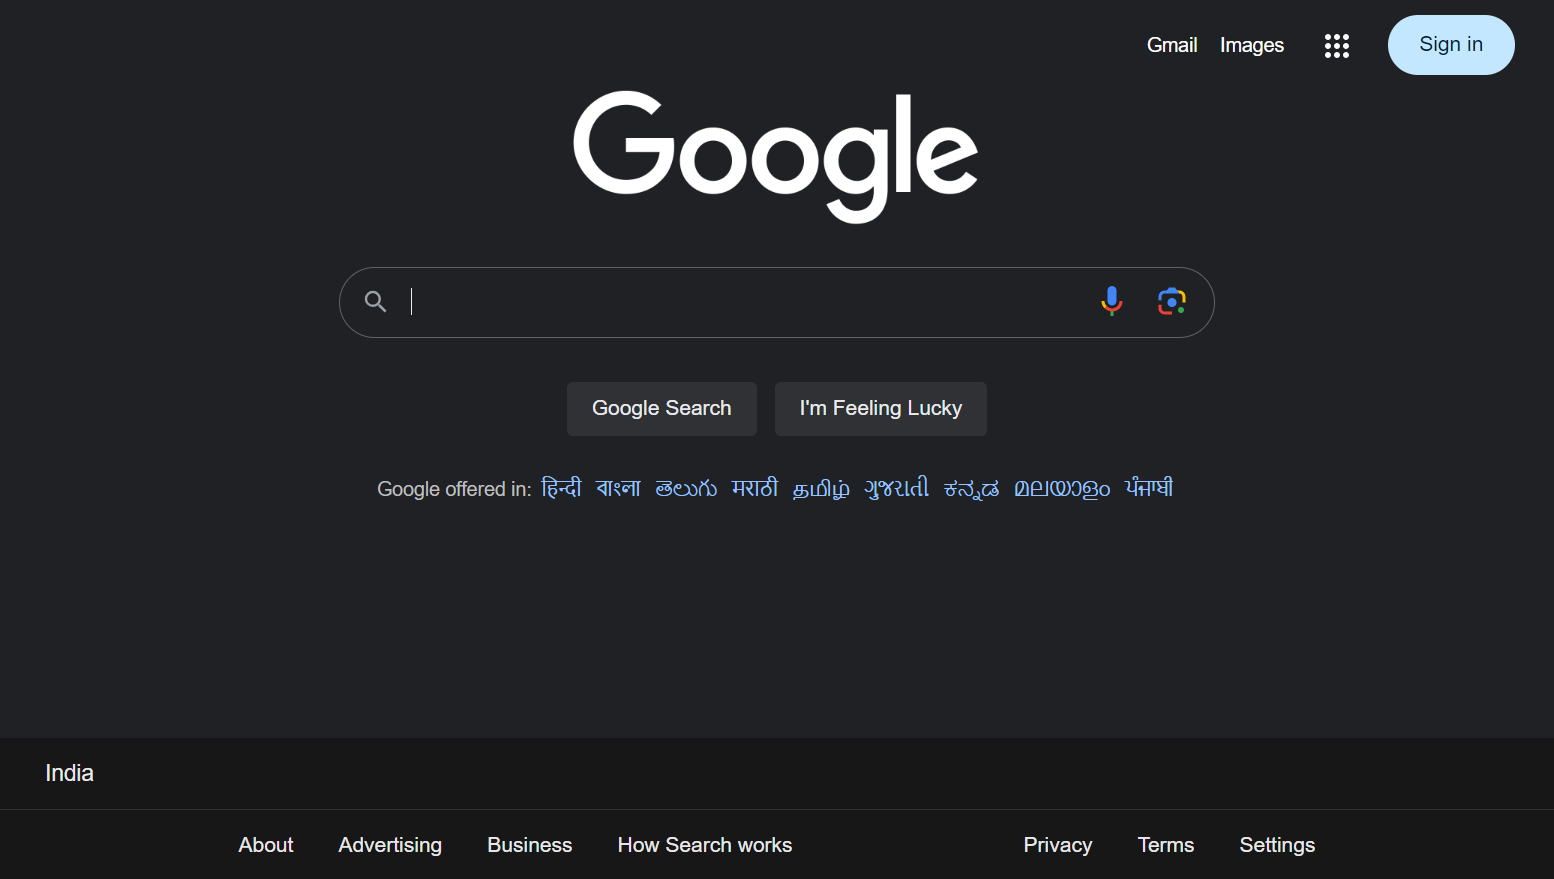 Gmail Images Sign in
Google
Google Search I'm Feeling Lucky
Google offered in: हिन्दी বাংলা తెలుగు मराठी தமிழ் ગુજરાતી ಕನ್ನಡ മലയാളം ਪੰਜਾਬੀ
India
About Advertising Business How Search works Privacy Terms Settings